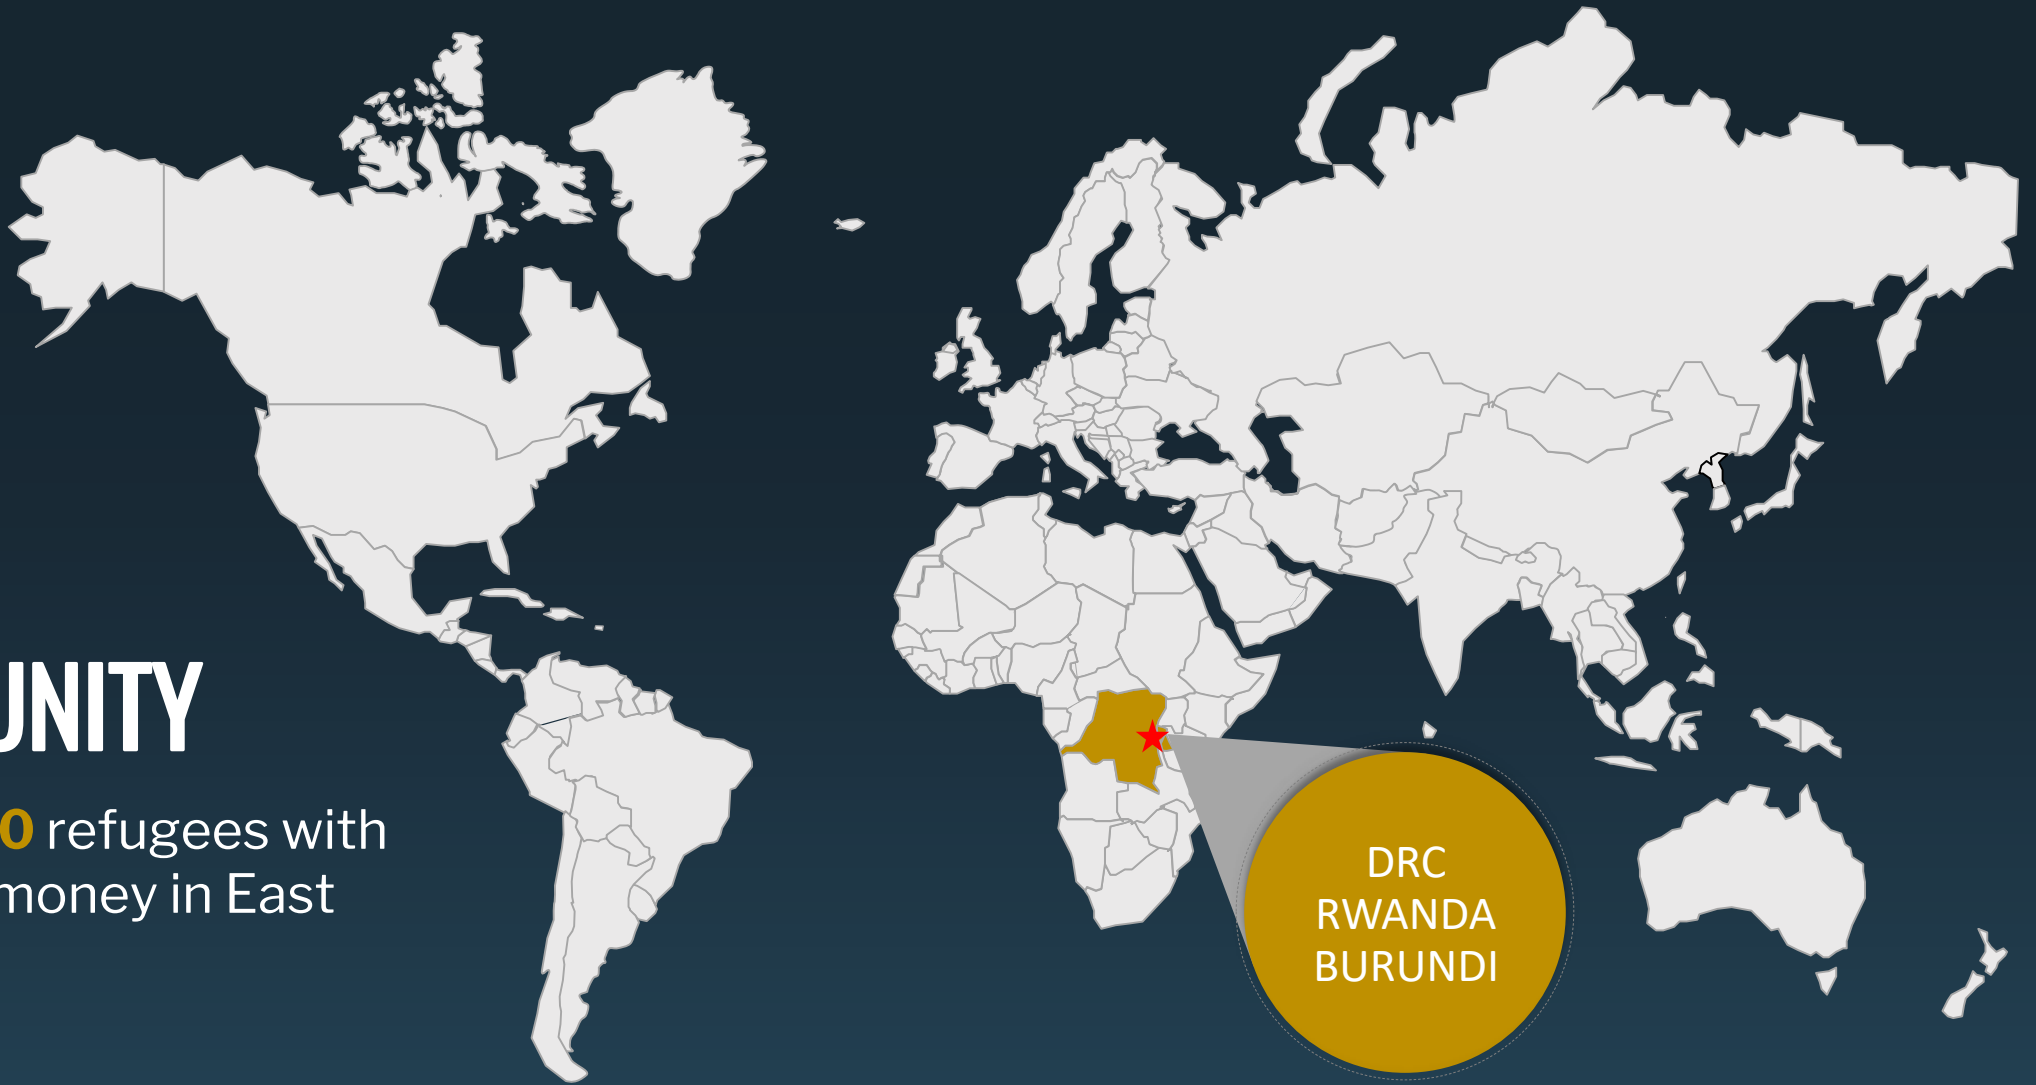 UNITY
0 refugees with
money in East
DRC
RWANDA
BURUNDI